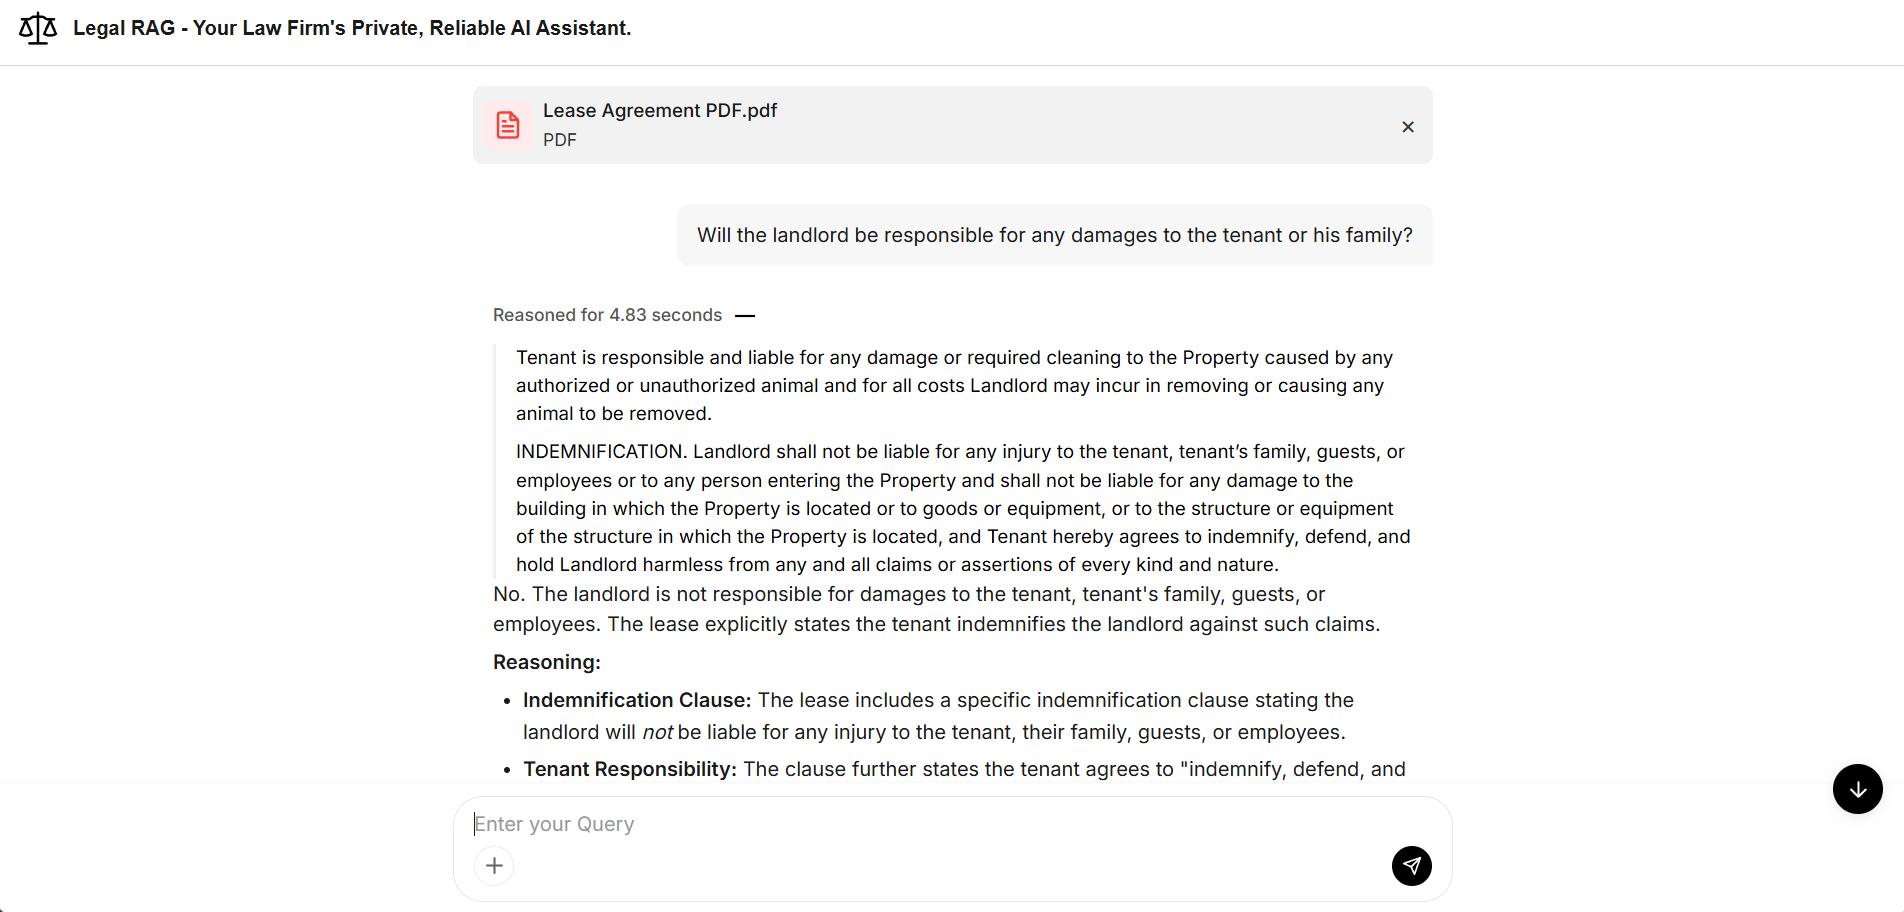 Legal RAG - Your Law Firm's Private, Reliable AI Assistant.
Lease Agreement PDF.pdf
PDF
Will the landlord be responsible for any damages to the tenant or his family?
Reasoned for 4.83 seconds
Tenant is responsible and liable for any damage or required cleaning to the Property caused by any
authorized or unauthorized animal and for all costs Landlord may incur in removing or causing any
animal to be removed.
INDEMNIFICATION. Landlord shall not be liable for any injury to the tenant, tenant’s family, guests, or
employees or to any person entering the Property and shall not be liable for any damage to the
building in which the Property is located or to goods or equipment, or to the structure or equipment
of the structure in which the Property is located, and Tenant hereby agrees to indemnify, defend, and
hold Landlord harmless from any and all claims or assertions of every kind and nature.
No. The landlord is not responsible for damages to the tenant, tenant's family, guests, or
employees. The lease explicitly states the tenant indemnifies the landlord against such claims.
Reasoning:
• Indemnification Clause: The lease includes a specific indemnification clause stating the
landlord will not be liable for any injury to the tenant, their family, guests, or employees.
• Tenant Responsibility: The clause further states the tenant agrees to "indemnify, defend, and
Enter your Query